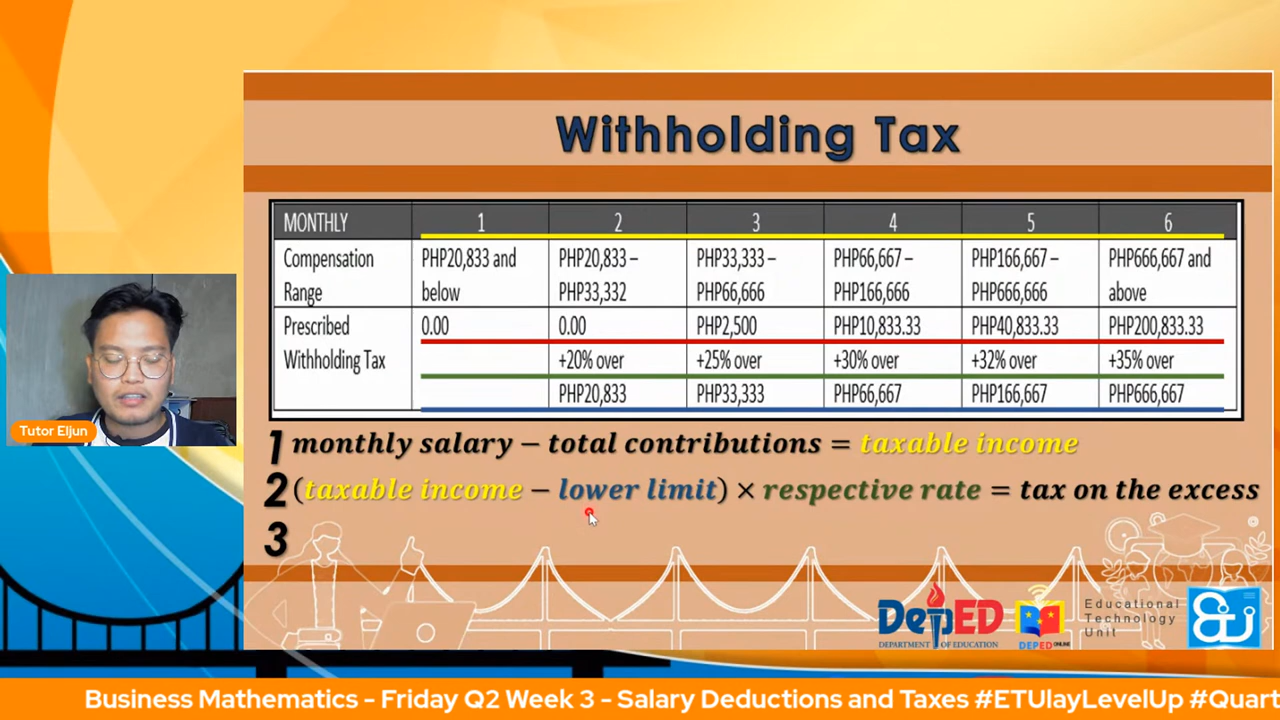 Withholding Tax
MONTHLY 1 2 3 4 5 6
Compensation PHP20,833 and PHP20,833 – PHP33,333 – PHP66,667 – PHP166,667 – PHP666,667 and
Range below PHP33,332 PHP66,666 PHP166,666 PHP666,666 above
Prescribed 0.00 0.00 PHP2,500 PHP10,833.33 PHP40,833.33 PHP200,833.33
Withholding Tax +20% over +25% over +30% over +32% over +35% over
PHP20,833 PHP33,333 PHP66,667 PHP166,667 PHP666,667
1 monthly salary − total contributions = taxable income
2 (taxable income − lower limit) × respective rate = tax on the excess
3
Tutor Eljun
DepED
DEPARTMENT OF EDUCATION
DEPED ONLINE
Educational
Technology
Unit
Business Mathematics - Friday Q2 Week 3 - Salary Deductions and Taxes #ETUlayLevelUp #Quart